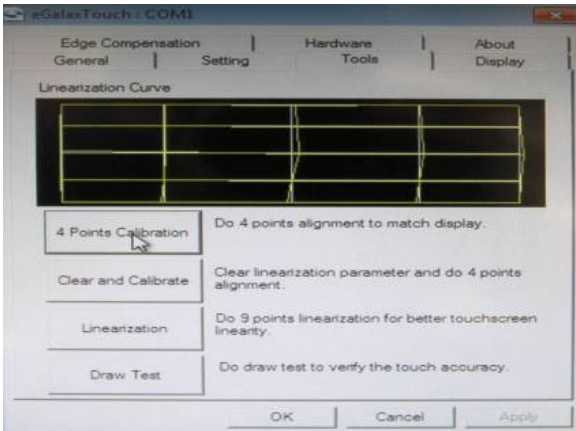 eGalaxTouch : COM1
Edge Compensation Hardware About
General Setting Tools Display
Linearization Curve
4 Points Calibration
Do 4 points alignment to match display.
Clear and Calibrate
Clear linearization parameter and do 4 points
alignment.
Linearization
Do 9 points linearization for better touchscreen
linearity.
Draw Test
Do draw test to verify the touch accuracy.
OK Cancel Apply